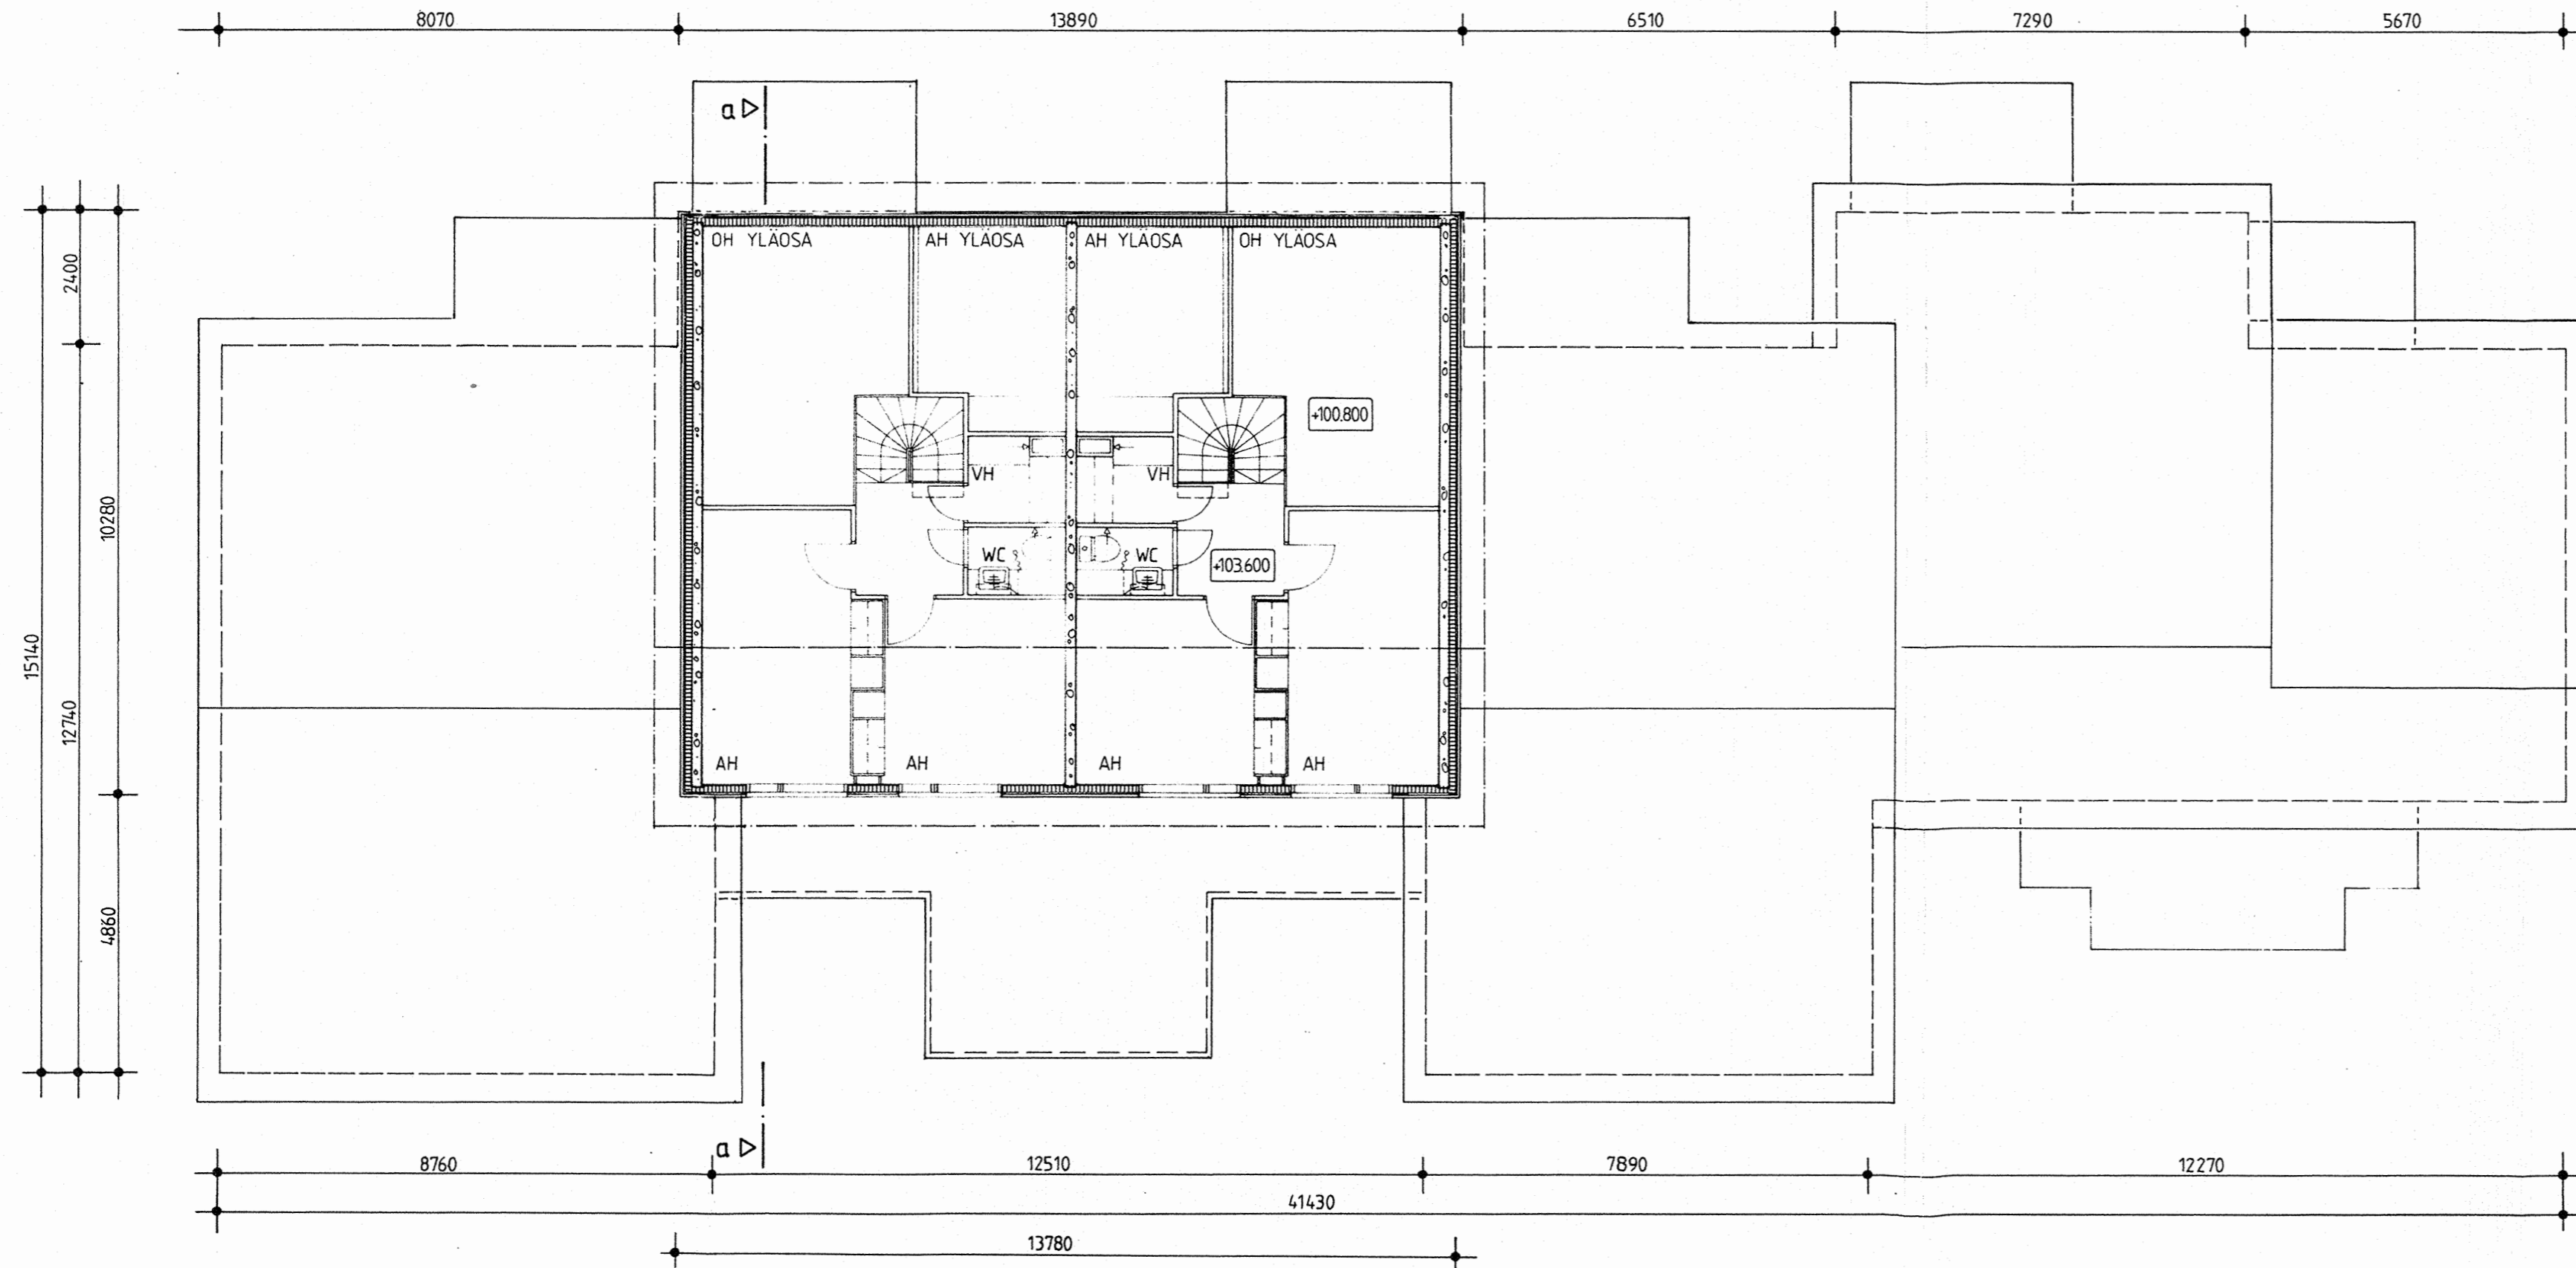 8070 13890 6510 7290 5670
a
OH YLÄOSA AH YLÄOSA AH YLÄOSA OH YLÄOSA
2400
+100.800
VH VH
10280
WC WC
+103.600
15140
12740
AH AH AH AH
4860
a
8760 12510 7890 12270
41430
13780